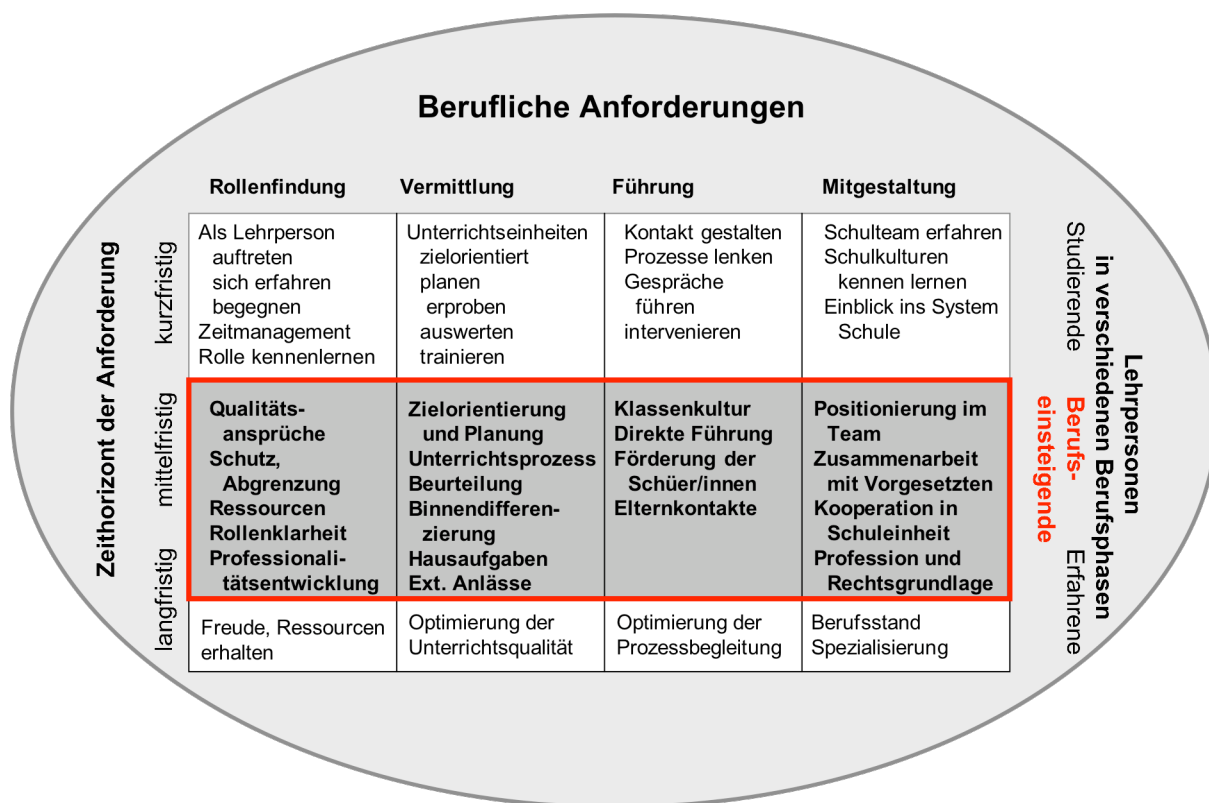 Berufliche Anforderungen
Rollenfindung
Vermittlung
Führung
Mitgestaltung
Zeithorizont der Anforderung
kurzfristig
mittelfristig
langfristig
Als Lehrperson
auftreten
sich erfahren
begegnen
Zeitmanagement
Rolle kennenlernen
Unterrichtseinheiten
zielorientiert
planen
erproben
auswerten
trainieren
Kontakt gestalten
Prozesse lenken
Gespräche
führen
intervenieren
Schulteam erfahren
Schulkulturen
kennen lernen
Einblick ins System
Schule
Qualitäts-
ansprüche
Schutz,
Abgrenzung
Ressourcen
Rollenklarheit
Professionali-
tätsentwicklung
Zielorientierung
und Planung
Unterrichtsprozess
Beurteilung
Binnendifferen-
zierung
Hausaufgaben
Ext. Anlässe
Klassenkultur
Direkte Führung
Förderung der
Schüer/innen
Elternkontakte
Positionierung im
Team
Zusammenarbeit
mit Vorgesetzten
Kooperation in
Schuleinheit
Profession und
Rechtsgrundlage
Freude, Ressourcen
erhalten
Optimierung der
Unterrichtsqualität
Optimierung der
Prozessbegleitung
Berufsstand
Spezialisierung
Studierende
Berufs-
einsteigende
Erfahrene
Lehrpersonen
in verschiedenen Berufsphasen